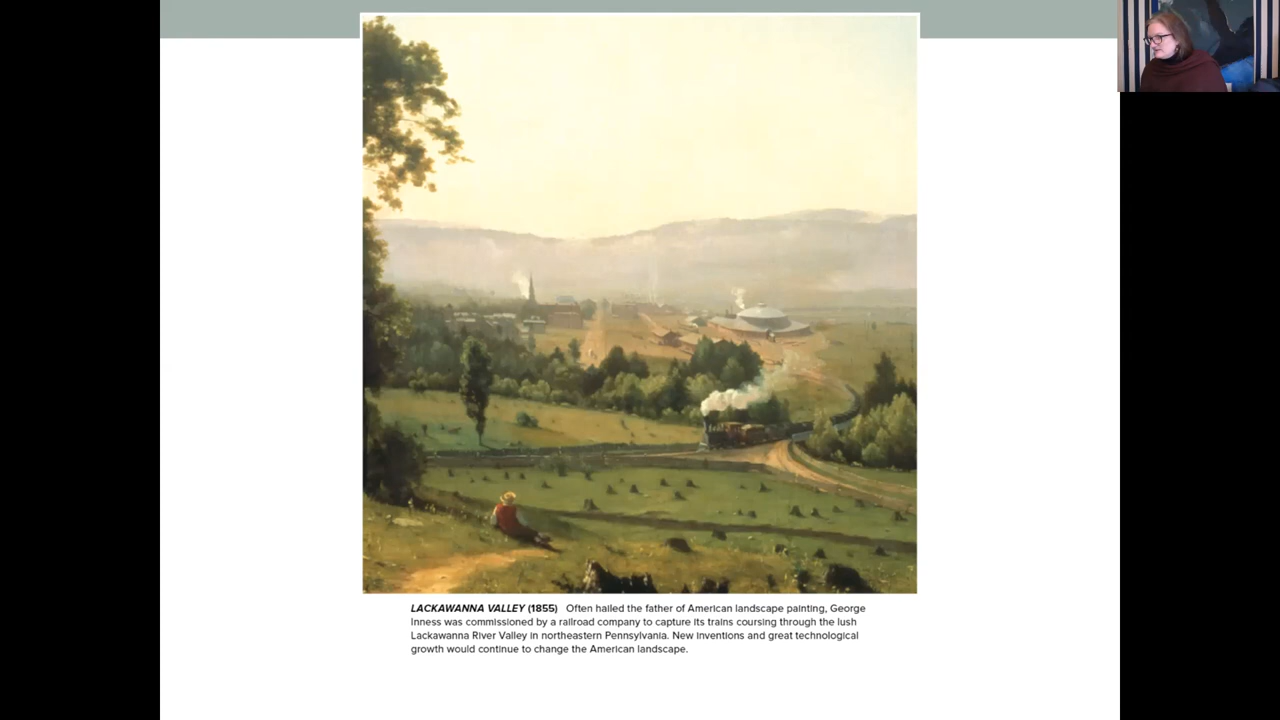 LACKAWANNA VALLEY (1855) Often hailed the father of American landscape painting, George
Inness was commissioned by a railroad company to capture its trains coursing through the lush
Lackawanna River Valley in northeastern Pennsylvania. New inventions and great technological
growth would continue to change the American landscape.